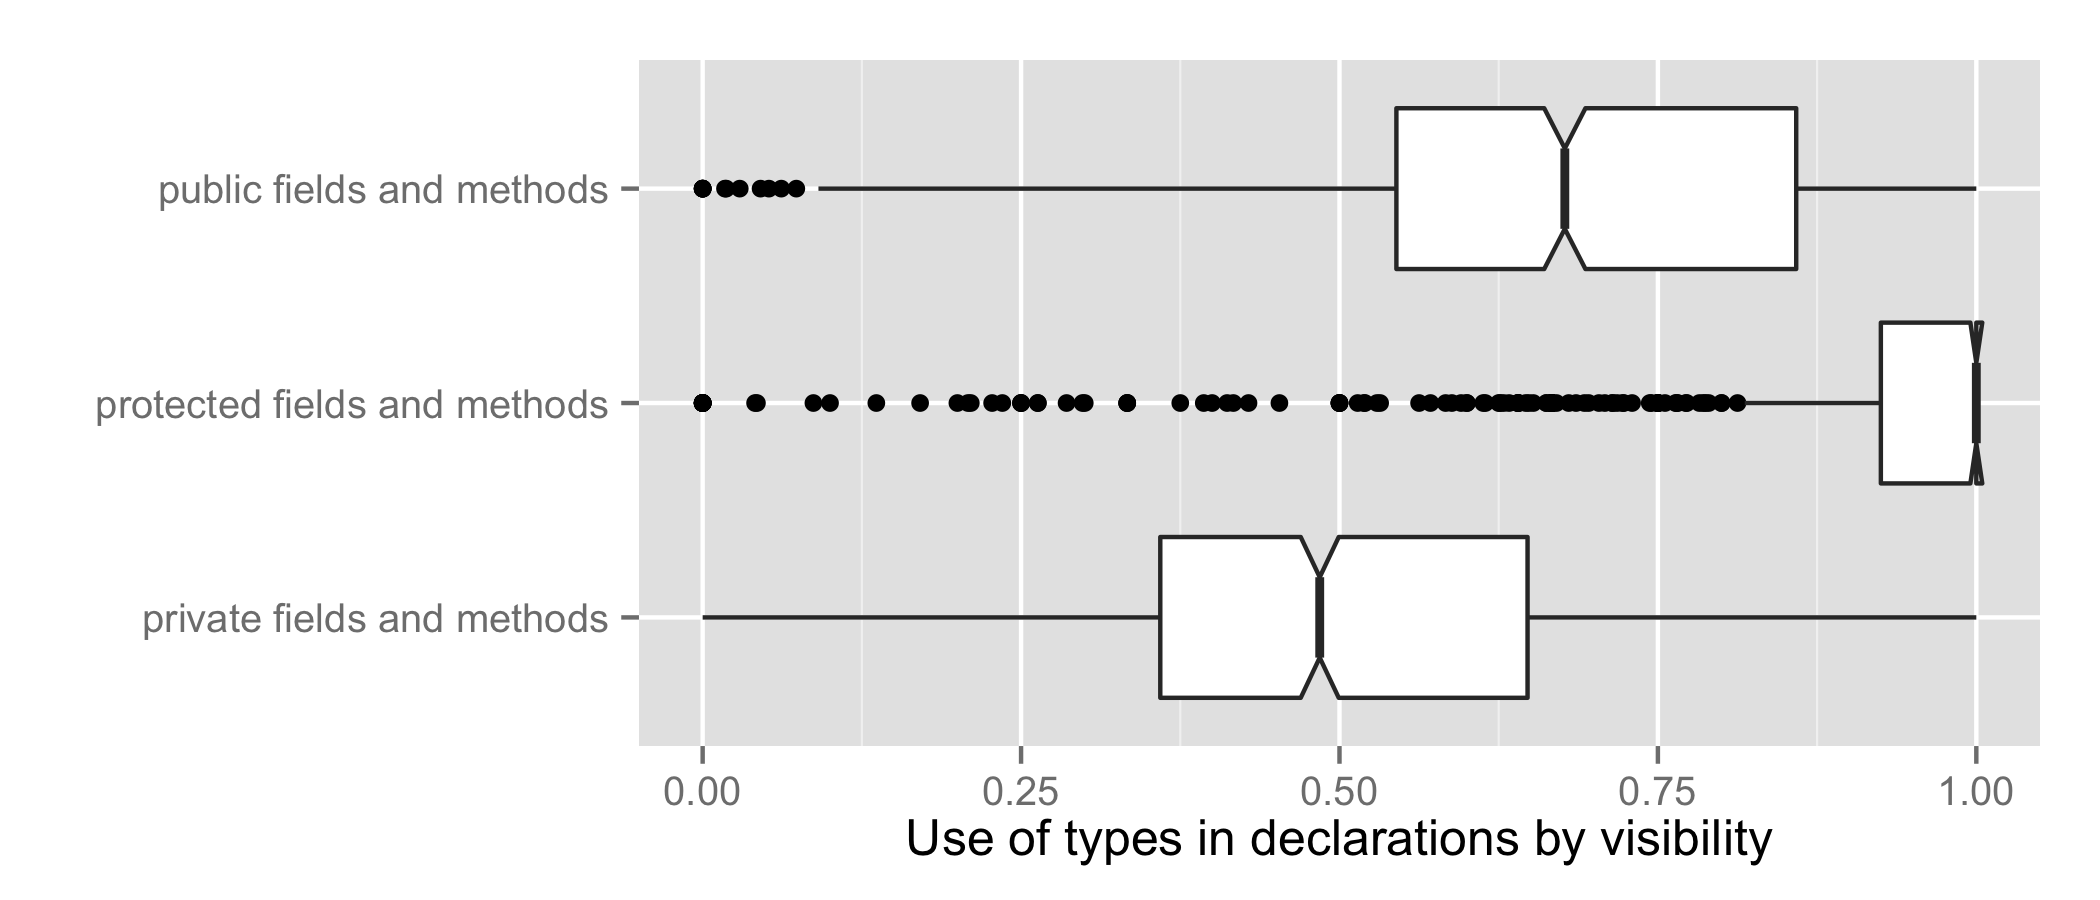 public fields and methods
protected fields and methods
private fields and methods
0.00 0.25 0.50 0.75 1.00
Use of types in declarations by visibility